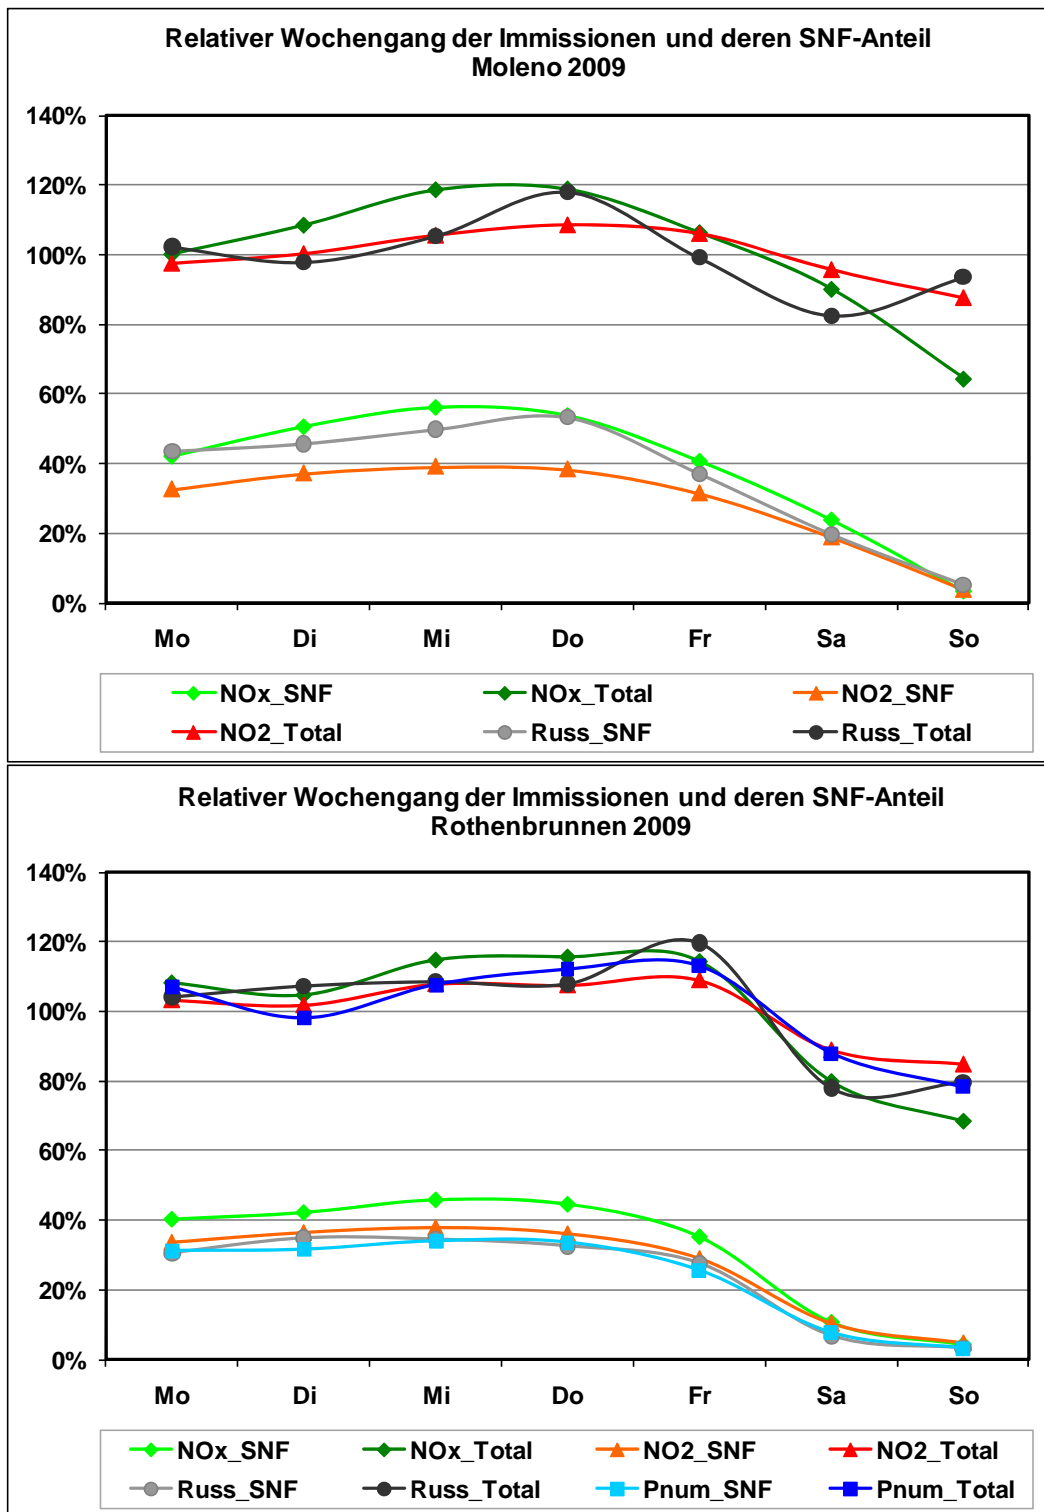 Relativer Wochengang der Immissionen und deren SNF-Anteil
Moleno 2009
140%
120%
100%
80%
60%
40%
20%
0%
Mo Di Mi Do Fr Sa So
NOx_SNF NOx_Total NO2_SNF
NO2_Total Russ_SNF Russ_Total
Relativer Wochengang der Immissionen und deren SNF-Anteil
Rothenbrunnen 2009
140%
120%
100%
80%
60%
40%
20%
0%
Mo Di Mi Do Fr Sa So
NOx_SNF NOx_Total NO2_SNF NO2_Total
Russ_SNF Russ_Total Pnum_SNF Pnum_Total